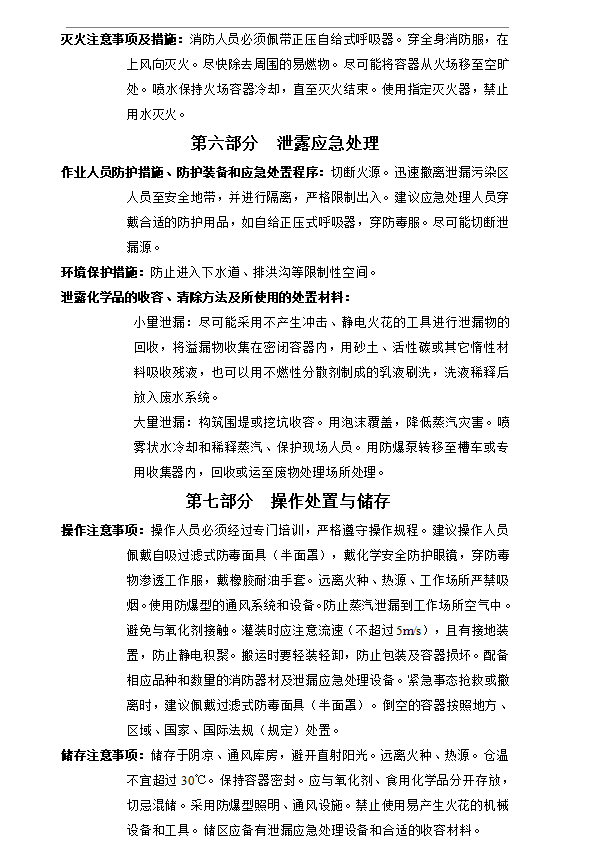 灭火注意事项及措施：消防人员必须佩带正压自给式呼吸器。穿全身消防服，在
上风向灭火。尽快除去周围的易燃物。尽可能将容器从火场移至空旷
处。喷水保持火场容器冷却，直至灭火结束。使用指定灭火器，禁止
用水灭火。
第六部分　泄露应急处理
作业人员防护措施、防护装备和应急处置程序：切断火源。迅速撤离泄漏污染区
人员至安全地带，并进行隔离，严格限制出入。建议应急处理人员穿
戴合适的防护用品，如自给正压式呼吸器，穿防毒服。尽可能切断泄
漏源。
环境保护措施：防止进入下水道、排洪沟等限制性空间。
泄露化学品的收容、清除方法及所使用的处置材料：
小量泄漏：尽可能采用不产生冲击、静电火花的工具进行泄漏物的
回收，将溢漏物收集在密闭容器内，用砂土、活性碳或其它惰性材
料吸收残液，也可以用不燃性分散剂制成的乳液刷洗，洗液稀释后
放入废水系统。
大量泄漏：构筑围堤或挖坑收容。用泡沫覆盖，降低蒸汽灾害。喷
雾状水冷却和稀释蒸汽、保护现场人员。用防爆泵转移至槽车或专
用收集器内，回收或运至废物处理场所处理。
第七部分　操作处置与储存
操作注意事项：操作人员必须经过专门培训，严格遵守操作规程。建议操作人员
佩戴自吸过滤式防毒面具（半面罩），戴化学安全防护眼镜，穿防毒
物渗透工作服，戴橡胶耐油手套。远离火种、热源、工作场所严禁吸
烟。使用防爆型的通风系统和设备。防止蒸汽泄漏到工作场所空气中。
避免与氧化剂接触。灌装时应注意流速（不超过 5m/s），且有接地装
置，防止静电积聚。搬运时要轻装轻卸，防止包装及容器损坏。配备
相应品种和数量的消防器材及泄漏应急处理设备。紧急事态抢救或撤
离时，建议佩戴过滤式防毒面具（半面罩）。倒空的容器按照地方、
区域、国家、国际法规（规定）处置。
储存注意事项：储存于阴凉、通风库房，避开直射阳光。远离火种、热源。仓温
不宜超过 30℃。保持容器密封。应与氧化剂、食用化学品分开存放，
切忌混储。采用防爆型照明、通风设施。禁止使用易产生火花的机械
设备和工具。储区应备有泄漏应急处理设备和合适的收容材料。